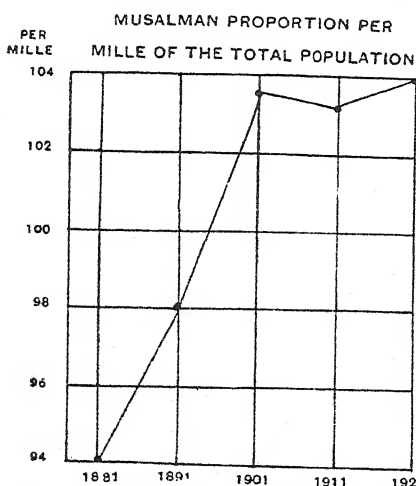 MUSALMAN PROPORTION PER
MILLE OF THE TOTAL POPULATION
PER
MILLE
104
102
100
98
96
94
1881 1891 1901 1911 192